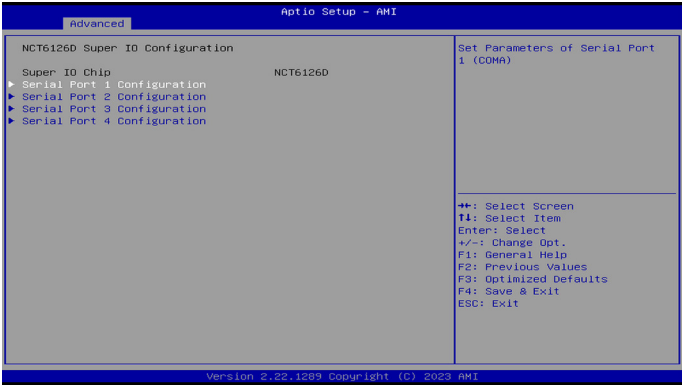 Aptio Setup – AMI
Advanced
NCT6126D Super IO Configuration
Super IO Chip NCT6126D
▶ Serial Port 1 Configuration
▶ Serial Port 2 Configuration
▶ Serial Port 3 Configuration
▶ Serial Port 4 Configuration
Set Parameters of Serial Port
1 (COMA)
→←: Select Screen
↑↓: Select Item
Enter: Select
+/-: Change Opt.
F1: General Help
F2: Previous Values
F3: Optimized Defaults
F4: Save & Exit
ESC: Exit
Version 2.22.1289 Copyright (C) 2023 AMI